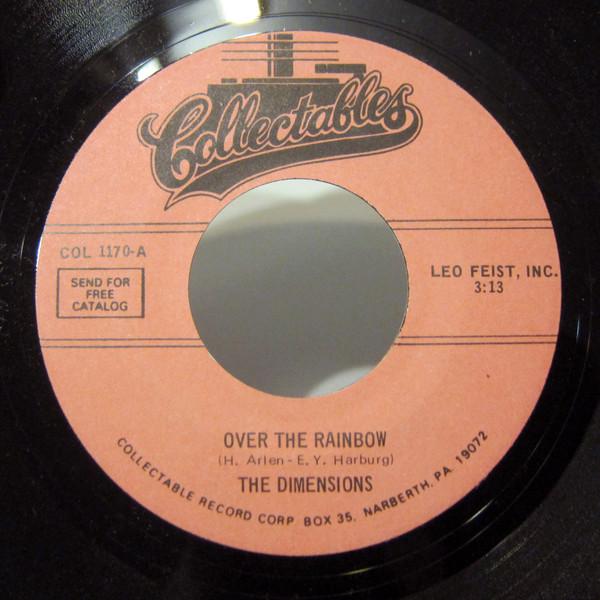 Collectables
COL 1170-A
SEND FOR
FREE
CATALOG
LEO FEIST, INC.
3:13
OVER THE RAINBOW
(H. Arlen - E. Y. Harburg)
THE DIMENSIONS
COLLECTABLE RECORD CORP BOX 35, NARBERTH, PA. 19072